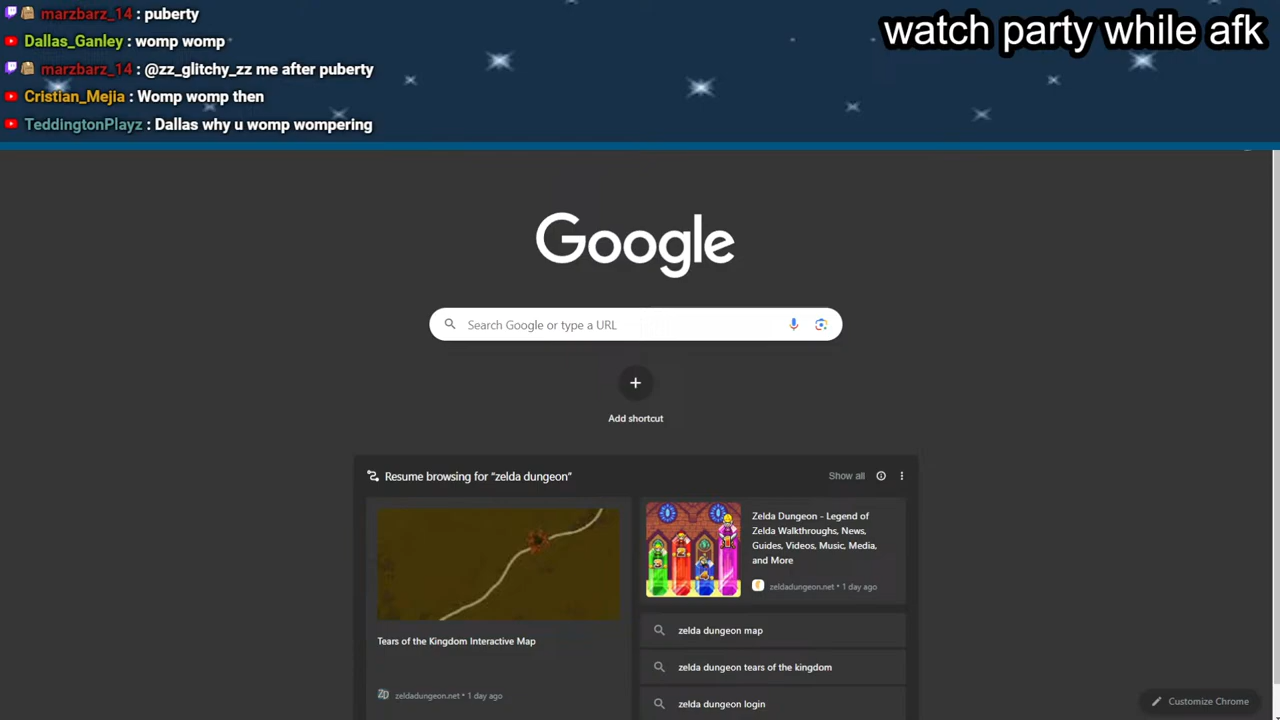 marzbarz_14 : puberty
Dallas_Ganley : womp womp
marzbarz_14 : @zz_glitchy_zz me after puberty
Cristian_Mejia : Womp womp then
TeddingtonPlayz : Dallas why u womp wompering
watch party while afk
Google
Search Google or type a URL
Add shortcut
Resume browsing for “zelda dungeon”
Show all
Tears of the Kingdom Interactive Map
zeldadungeon.net • 1 day ago
Zelda Dungeon - Legend of
Zelda Walkthroughs, News,
Guides, Videos, Music, Media,
and More
zeldadungeon.net • 1 day ago
zelda dungeon map
zelda dungeon tears of the kingdom
zelda dungeon login
Customize Chrome